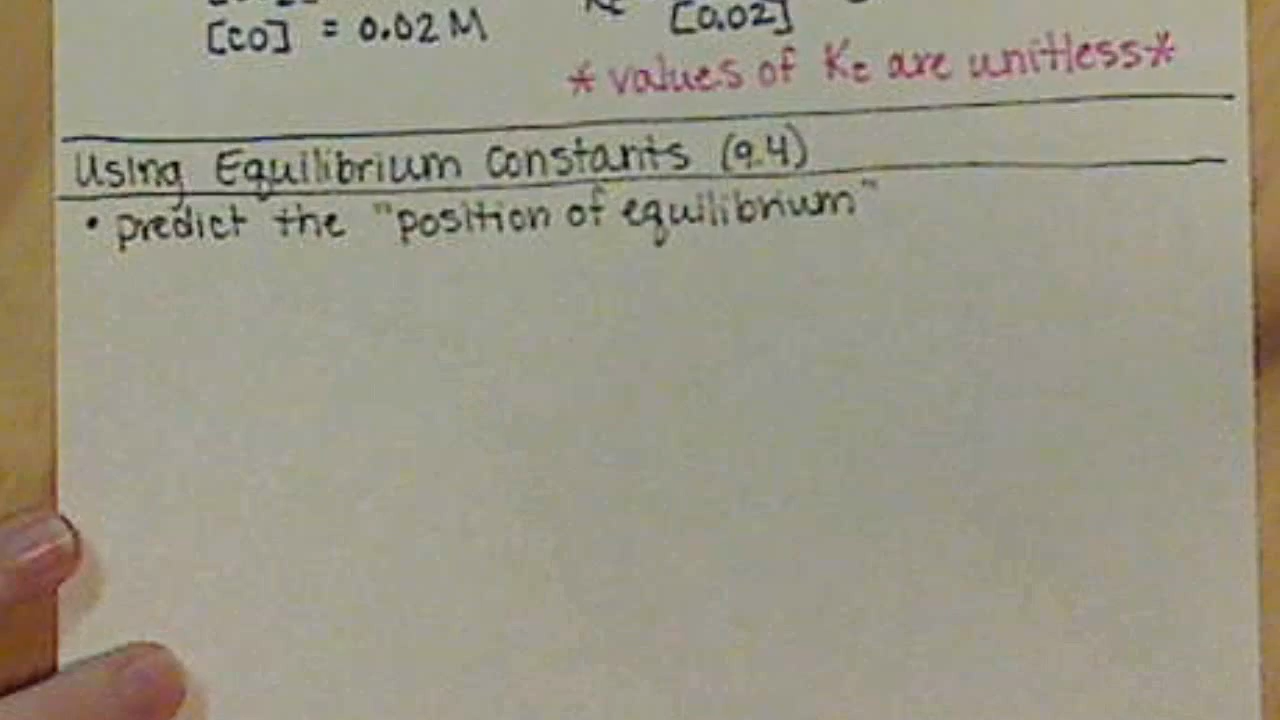 [CO] = 0.02 M
[0.02]
* values of Kc are unitless *
Using Equilibrium Constants (9.4)
• predict the "position of equilibrium"